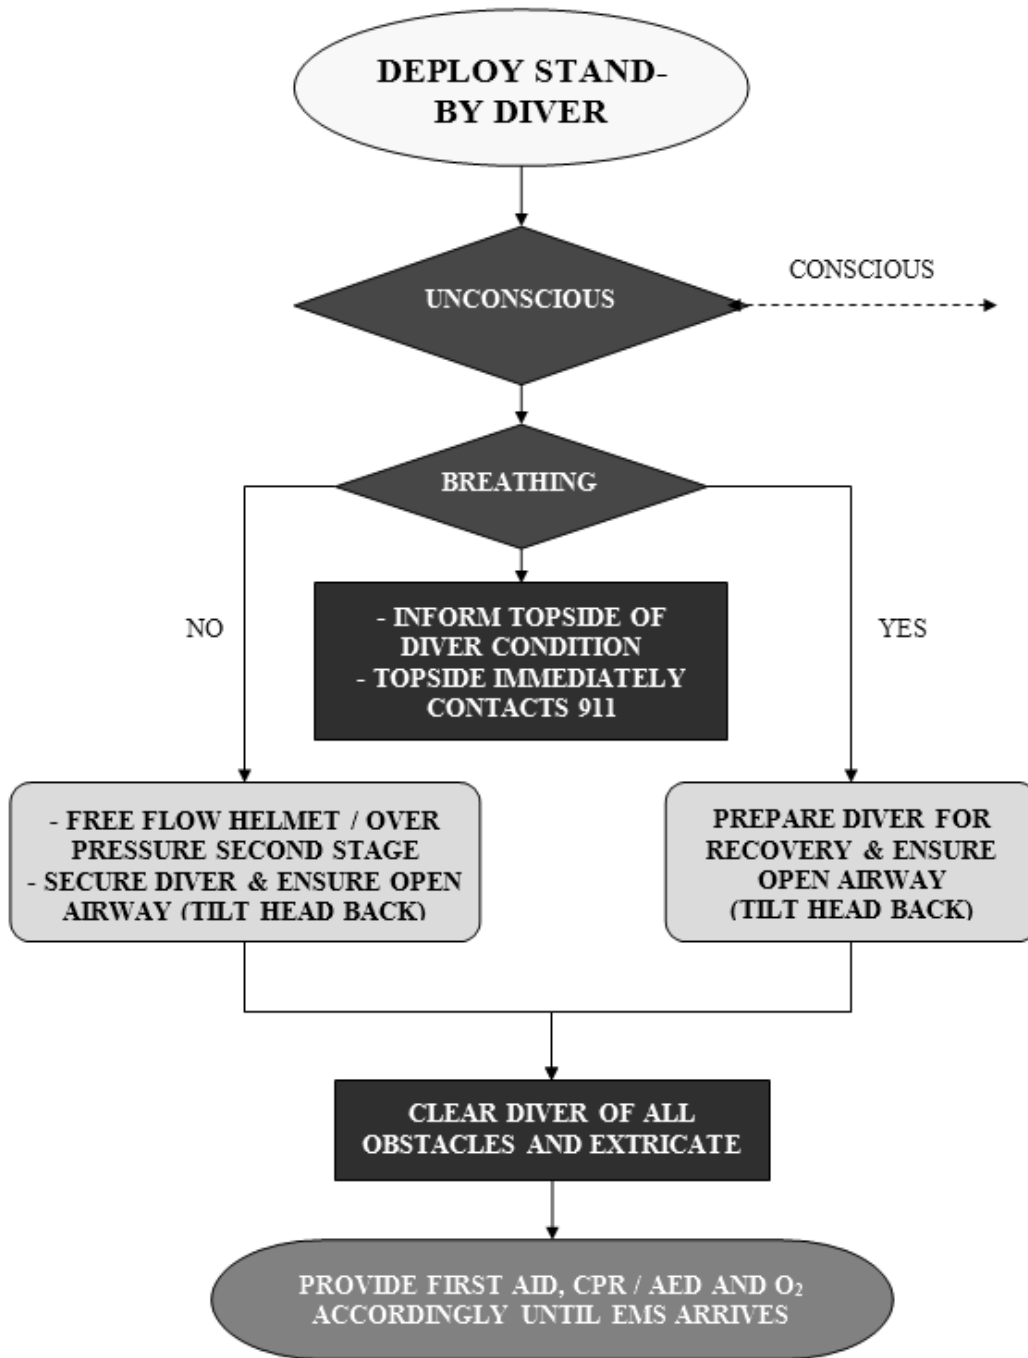 DEPLOY STAND-
BY DIVER
CONSCIOUS
UNCONSCIOUS
BREATHING
- INFORM TOPSIDE OF
DIVER CONDITION
- TOPSIDE IMMEDIATELY
CONTACTS 911
NO
YES
- FREE FLOW HELMET / OVER
PRESSURE SECOND STAGE
- SECURE DIVER & ENSURE OPEN
AIRWAY (TILT HEAD BACK)
PREPARE DIVER FOR
RECOVERY & ENSURE
OPEN AIRWAY
(TILT HEAD BACK)
CLEAR DIVER OF ALL
OBSTACLES AND EXTRICATE
PROVIDE FIRST AID, CPR / AED AND O₂
ACCORDINGLY UNTIL EMS ARRIVES